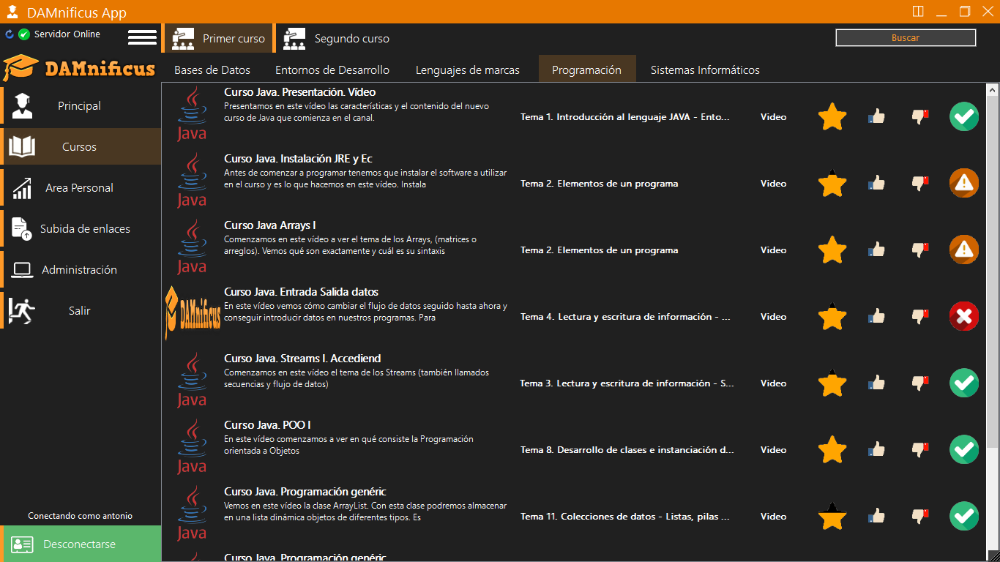 DAMnificus App
Servidor Online
Primer curso
Segundo curso
Buscar
DAMnificus
Bases de Datos
Entornos de Desarrollo
Lenguajes de marcas
Programación
Sistemas Informáticos
Principal
Cursos
Area Personal
Subida de enlaces
Administración
Salir
Conectando como antonio
Desconectarse
Java
Curso Java. Presentación. Vídeo
Presentamos en este vídeo las características y el contenido del nuevo
curso de Java que comienza en el canal.
Tema 1. Introducción al lenguaje JAVA - Ento...
Video
Java
Curso Java. Instalación JRE y Ec
Antes de comenzar a programar tenemos que instalar el software a utilizar
en el curso y es lo que hacemos en este vídeo. Instala
Tema 2. Elementos de un programa
Video
Java
Curso Java Arrays I
Comenzamos en este vídeo a ver el tema de los Arrays, (matrices o
arreglos). Vemos qué son exactamente y cuál es su sintaxis
Tema 2. Elementos de un programa
Video
DAMnificus
Curso Java. Entrada Salida datos
En este vídeo vemos cómo cambiar el flujo de datos seguido hasta ahora y
conseguir introducir datos en nuestros programas. Para
Tema 4. Lectura y escritura de información - ...
Video
Java
Curso Java. Streams I. Accediend
Comenzamos en este vídeo el tema de los Streams (también llamados
secuencias y flujo de datos)
Tema 3. Lectura y escritura de información - S...
Video
Java
Curso Java. POO I
En este vídeo comenzamos a ver en qué consiste la Programación
orientada a Objetos
Tema 8. Desarrollo de clases e instanciación d...
Video
Java
Curso Java. Programación genéric
Vemos en este vídeo la clase ArrayList. Con esta clase podremos almacenar
en una lista dinámica objetos de diferentes tipos. Es
Tema 11. Colecciones de datos - Listas, pilas ...
Video
Curso Java. Programación genéric